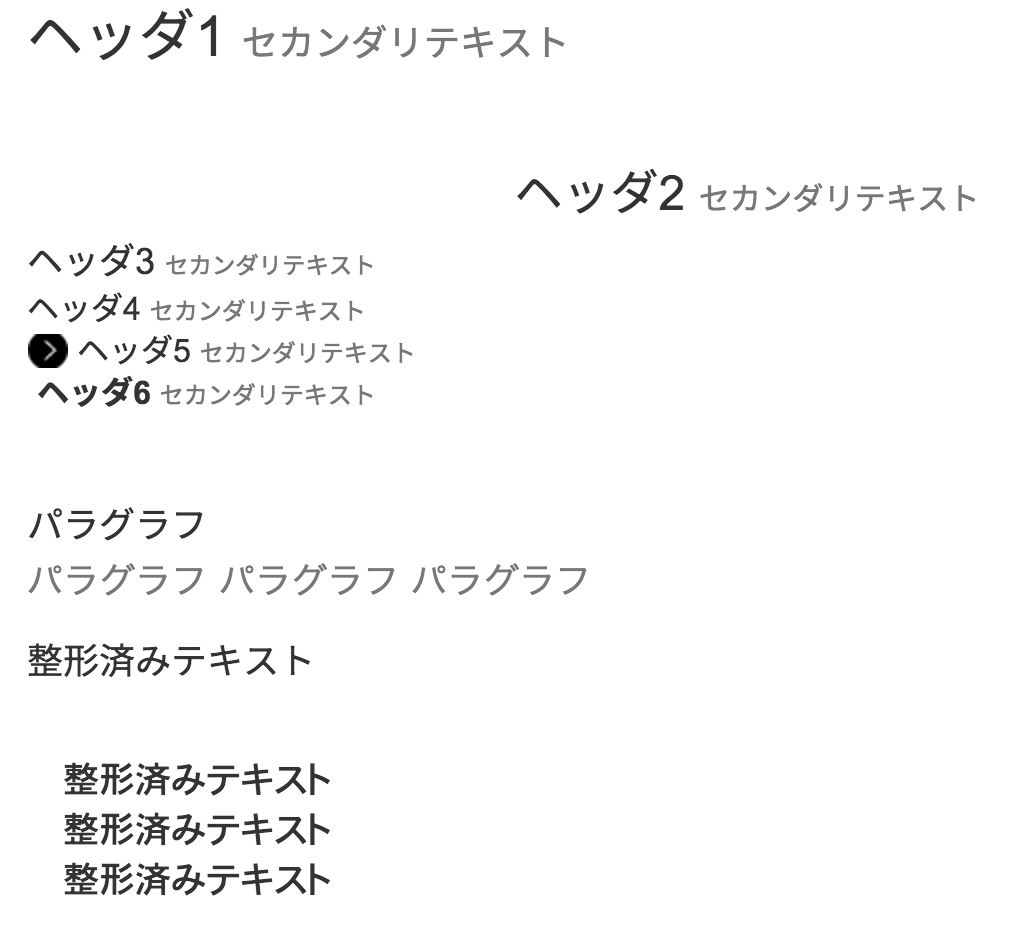 ヘッダ1 セカンダリテキスト
ヘッダ2 セカンダリテキスト
ヘッダ3 セカンダリテキスト
ヘッダ4 セカンダリテキスト
ヘッダ5 セカンダリテキスト
ヘッダ6 セカンダリテキスト
パラグラフ
パラグラフ パラグラフ パラグラフ
整形済みテキスト
整形済みテキスト
整形済みテキスト
整形済みテキスト